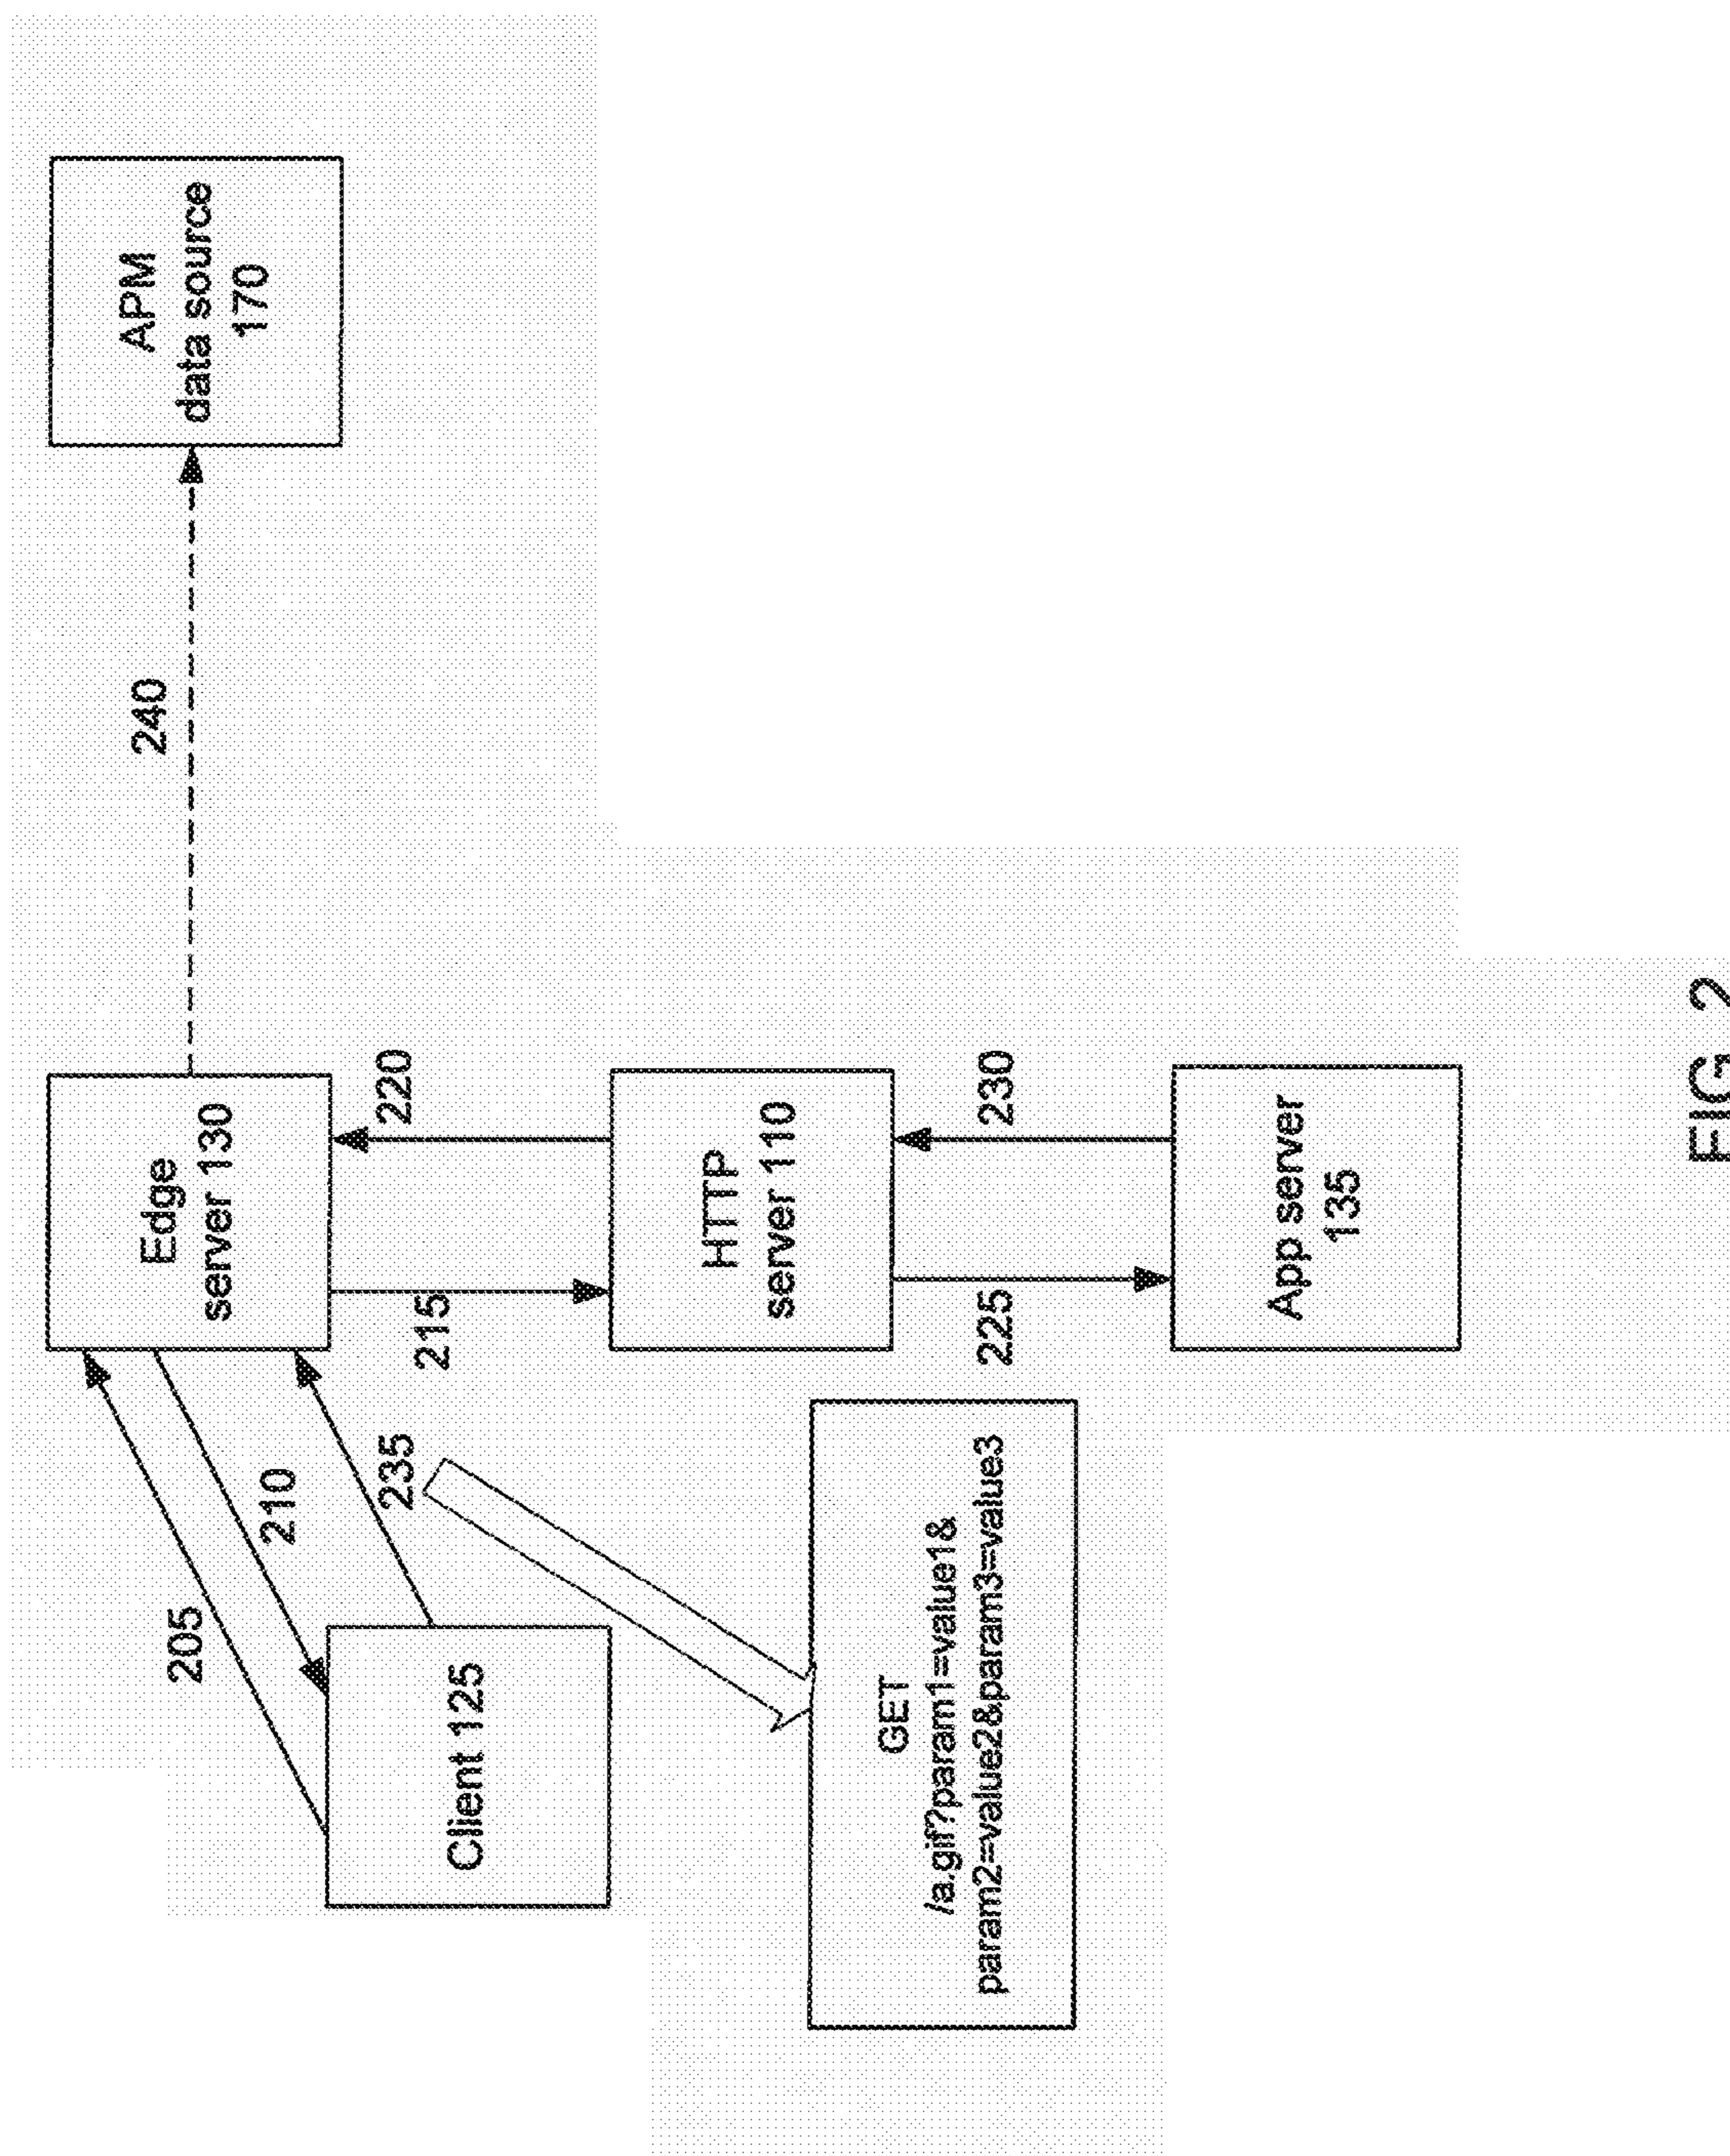 205
210
235
Client 125
Edge
server 130
240
APM
data source
170
215
220
HTTP
server 110
225
230
App server
135
GET
/a.gif?param1=value1&
param2=value2&param3=value3
FIG. 2